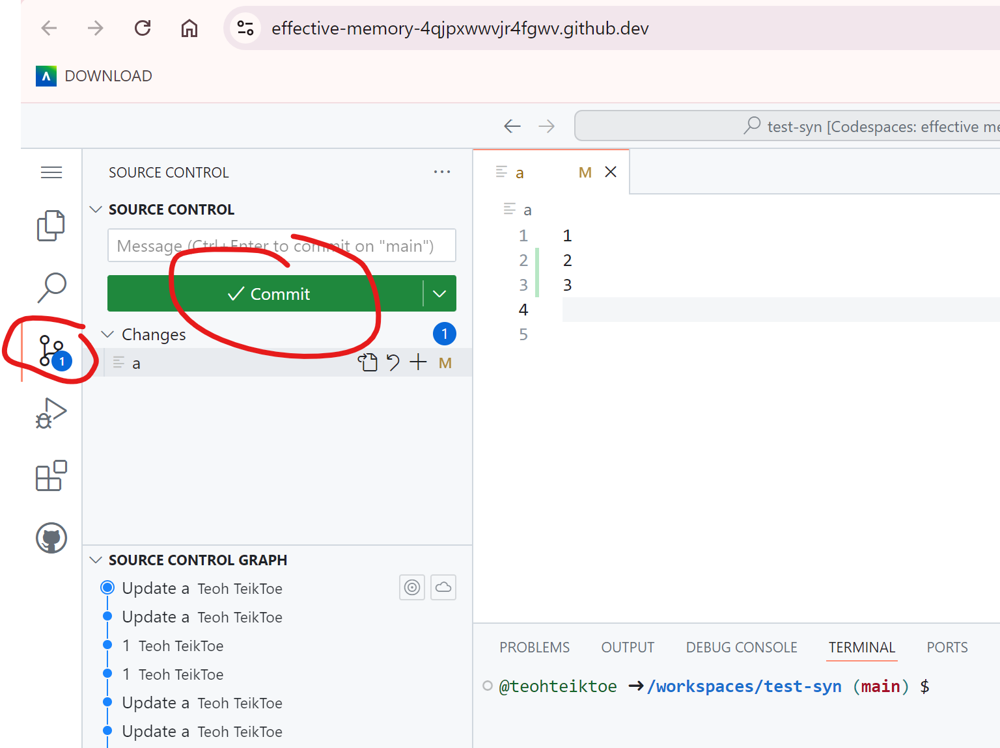 effective-memory-4qjpxwwvjr4fgwv.github.dev
DOWNLOAD
test-syn [Codespaces: effective me
SOURCE CONTROL
SOURCE CONTROL
Message (Ctrl+Enter to commit on "main")
Commit
Changes 1
a M
1
SOURCE CONTROL GRAPH
Update a Teoh TeikToe
Update a Teoh TeikToe
1 Teoh TeikToe
1 Teoh TeikToe
Update a Teoh TeikToe
Update a Teoh TeikToe
a M
a
1 1
2 2
3 3
4
5
PROBLEMS OUTPUT DEBUG CONSOLE TERMINAL PORTS
@teohteiktoe ➜/workspaces/test-syn (main) $